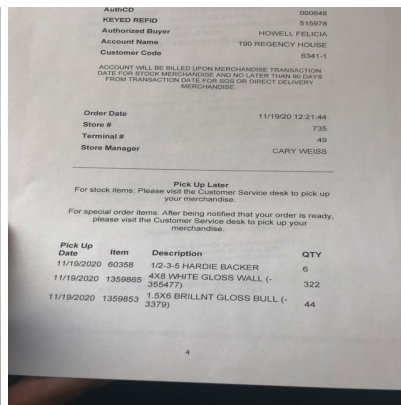 AuthCD 000648
KEYED REFID 515978
Authorized Buyer HOWELL FELICIA
Account Name 190 REGENCY HOUSE
Customer Code 6341-1
ACCOUNT WILL BE BILLED UPON MERCHANDISE TRANSACTION
DATE FOR STOCK MERCHANDISE AND NO LATER THAN 90 DAYS
FROM TRANSACTION DATE FOR SOS OR DIRECT DELIVERY
MERCHANDISE.
Order Date 11/19/20 12:21:44
Store # 735
Terminal # 49
Store Manager CARY WEISS
Pick Up Later
For stock items: Please visit the Customer Service desk to pick up
your merchandise.
For special order items: After being notified that your order is ready,
please visit the Customer Service desk to pick up your
merchandise.
Pick Up
Date Item Description QTY
11/19/2020 60358 1/2-3-5 HARDIE BACKER 6
11/19/2020 1359865 4X8 WHITE GLOSS WALL (-
355477) 322
11/19/2020 1359853 1.5X6 BRILLNT GLOSS BULL (-
3379) 44
4